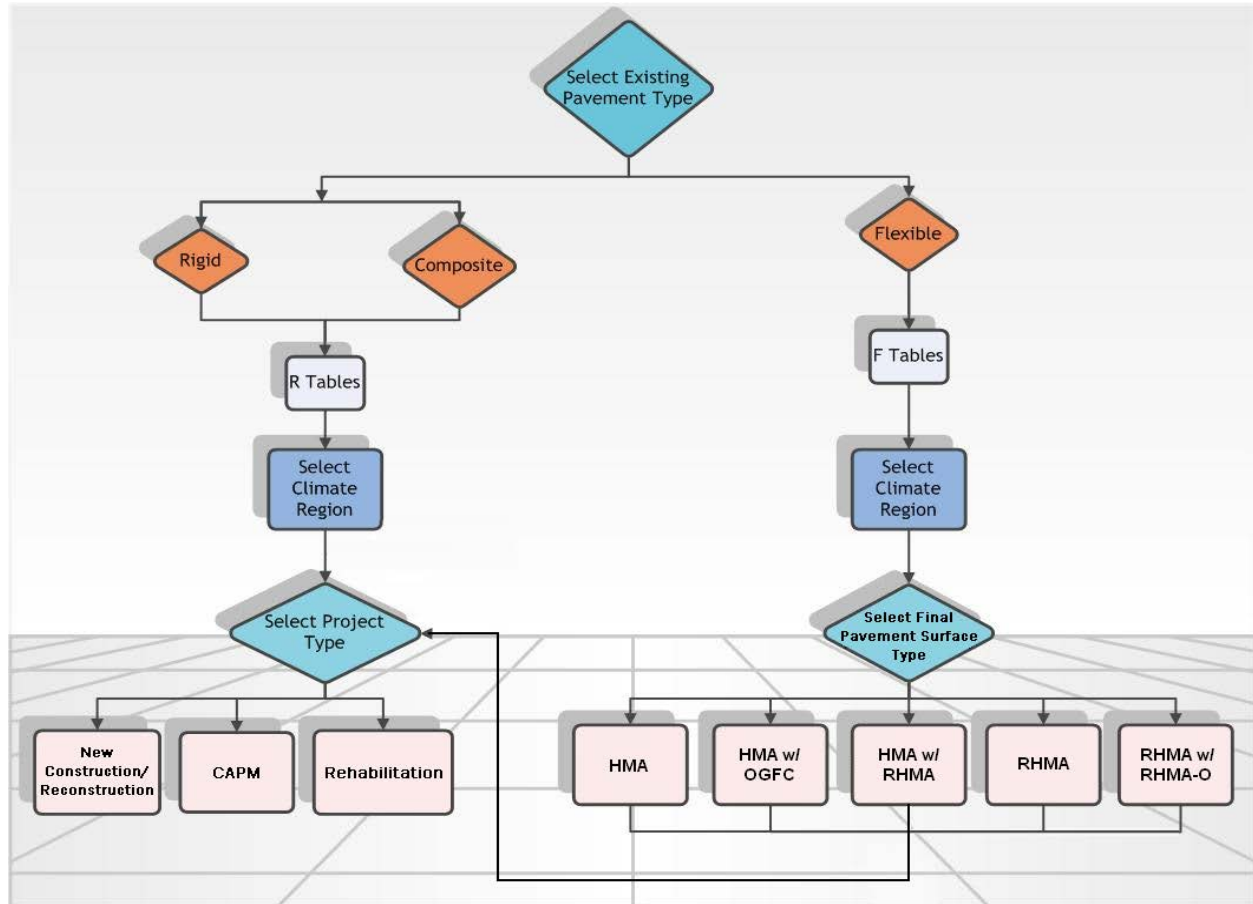 Select Existing
Pavement Type
Rigid
Composite
Flexible
R Tables
F Tables
Select
Climate
Region
Select
Climate
Region
Select Project
Type
Select Final
Pavement Surface
Type
New
Construction/
Reconstruction
CAPM
Rehabilitation
HMA
HMA w/
OGFC
HMA w/
RHMA
RHMA
RHMA w/
RHMA-O